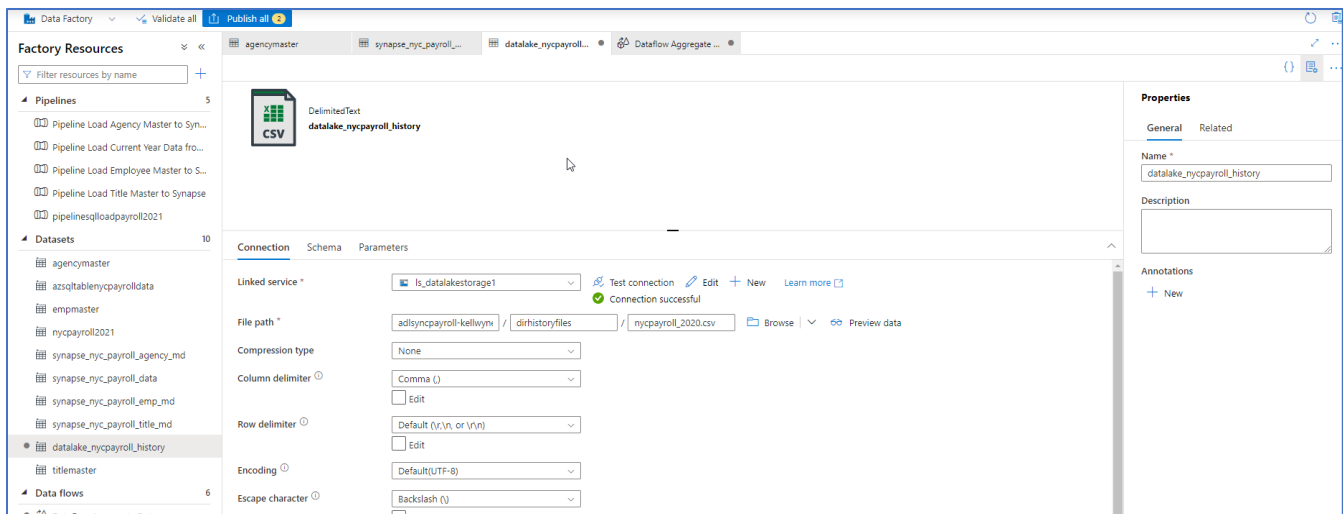 Data Factory
Validate all
Publish all 2
Factory Resources
Filter resources by name
Pipelines 5
Pipeline Load Agency Master to Syn...
Pipeline Load Current Year Data fro...
Pipeline Load Employee Master to S...
Pipeline Load Title Master to Synapse
pipelinesqlloadpayroll2021
Datasets 10
agencymaster
azsqltablenycpayrolldata
empmaster
nycpayroll2021
synapse_nyc_payroll_agency_md
synapse_nyc_payroll_data
synapse_nyc_payroll_emp_md
synapse_nyc_payroll_title_md
datalake_nycpayroll_history
titlemaster
Data flows 6
agencymaster
synapse_nyc_payroll_...
datalake_nycpayroll...
Dataflow Aggregate ...
CSV
DelimitedText
datalake_nycpayroll_history
Connection Schema Parameters
Linked service * ls_datalakestorage1 Test connection Edit New Learn more
Connection successful
File path * adlsyncpayroll-kellwyne / dirhistoryfiles / nycpayroll_2020.csv Browse Preview data
Compression type None
Column delimiter Comma (,)
Edit
Row delimiter Default (\r,\n, or \r\n)
Edit
Encoding Default(UTF-8)
Escape character Backslash (\)
Properties
General Related
Name *
datalake_nycpayroll_history
Description
Annotations
New